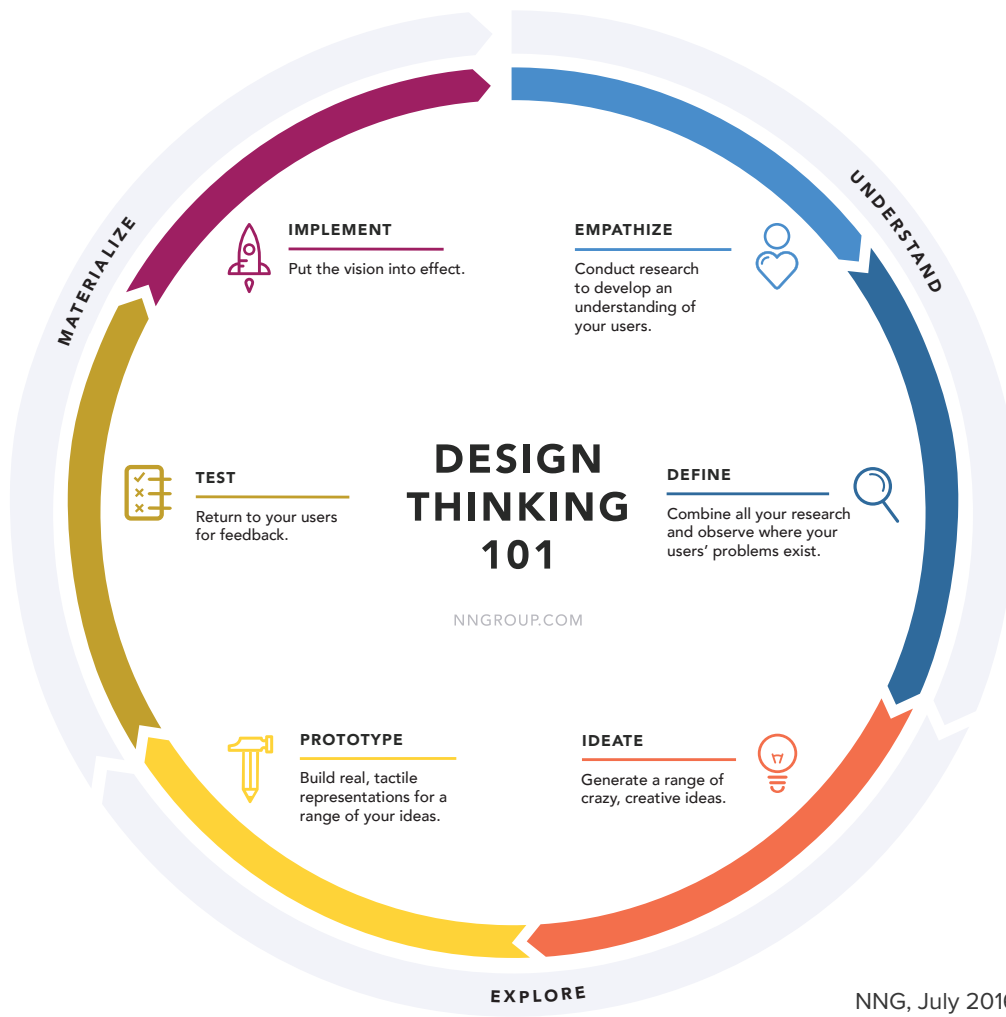 DESIGN
THINKING
101
NNGROUP.COM
UNDERSTAND
EMPATHIZE
Conduct research
to develop an
understanding of
your users.
DEFINE
Combine all your research
and observe where your
users’ problems exist.
EXPLORE
IDEATE
Generate a range of
crazy, creative ideas.
PROTOTYPE
Build real, tactile
representations for a
range of your ideas.
MATERIALIZE
TEST
Return to your users
for feedback.
IMPLEMENT
Put the vision into effect.
NNG, July 2016